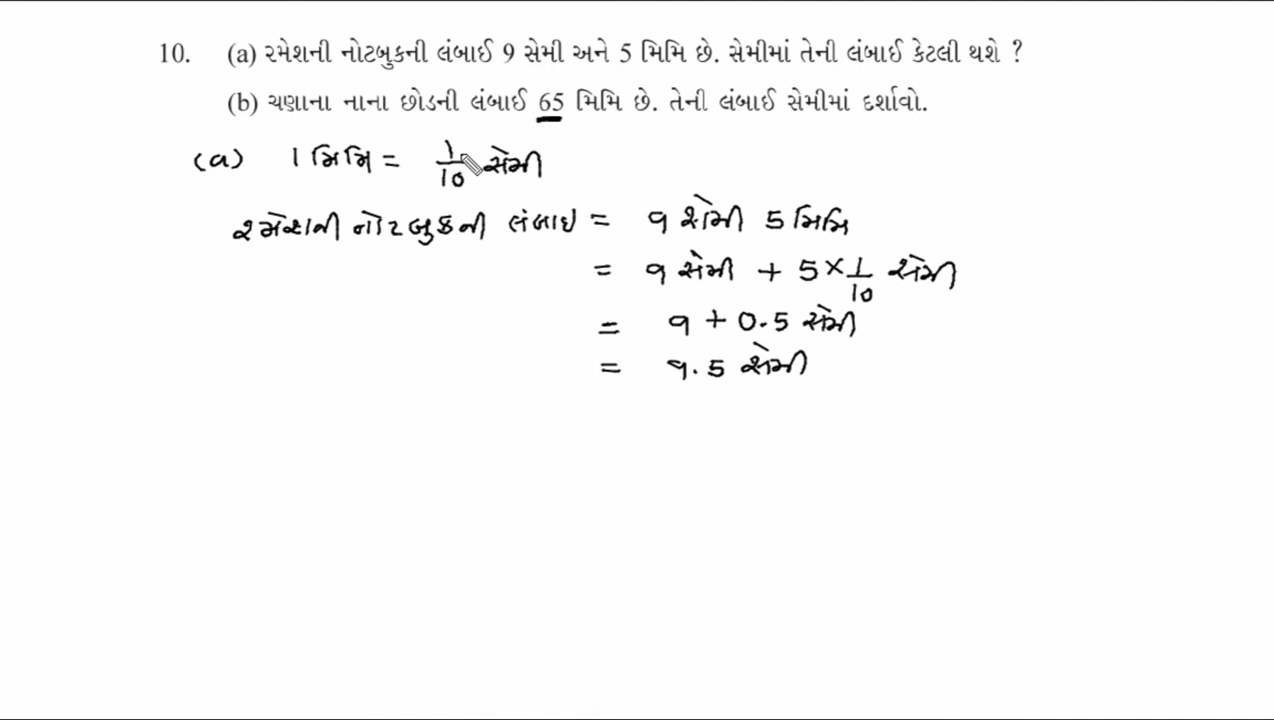 10. (a) રમેશની નોટબુકની લંબાઈ 9 સેમી અને 5 મિમિ છે. સેમીમાં તેની લંબાઈ કેટલી થશે ?
(b) ચણાના નાના છોડની લંબાઈ 65 મિમિ છે. તેની લંબાઈ સેમીમાં દર્શાવો.
(a) 1 મિમિ = 1/10 સેમી
રમેશની નોટબુકની લંબાઇ = 9 સેમી 5 મિમિ
= 9 સેમી + 5 × 1/10 સેમી
= 9 + 0.5 સેમી
= 9.5 સેમી